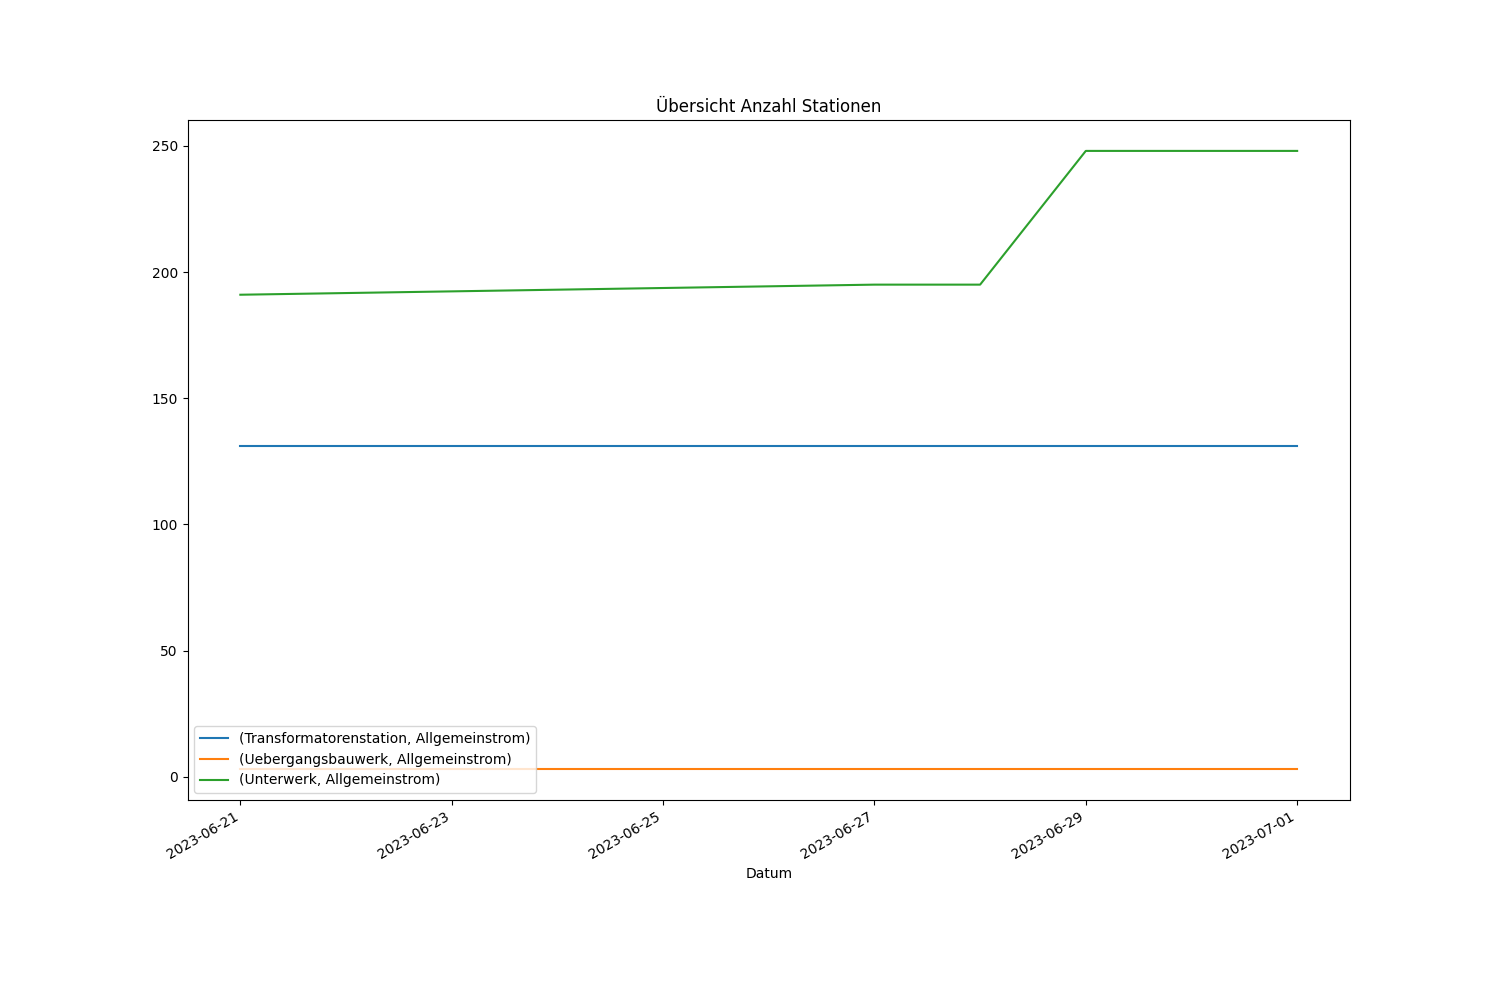 Übersicht Anzahl Stationen
250
200
150
100
50
0
(Transformatorenstation, Allgemeinstrom)
(Uebergangsbauwerk, Allgemeinstrom)
(Unterwerk, Allgemeinstrom)
2023-06-21
2023-06-23
2023-06-25
2023-06-27
2023-06-29
2023-07-01
Datum